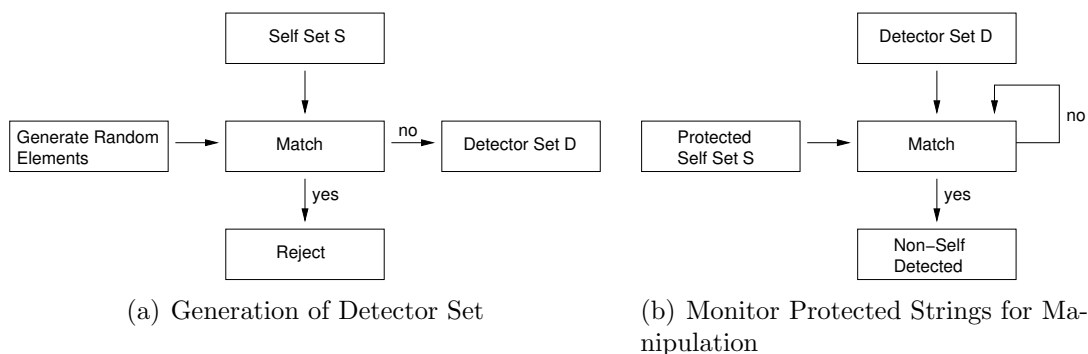 Self Set S
Generate Random
Elements
Match
no
Detector Set D
yes
Reject
(a) Generation of Detector Set
Detector Set D
Protected
Self Set S
Match
no
yes
Non−Self
Detected
(b) Monitor Protected Strings for Ma-
nipulation